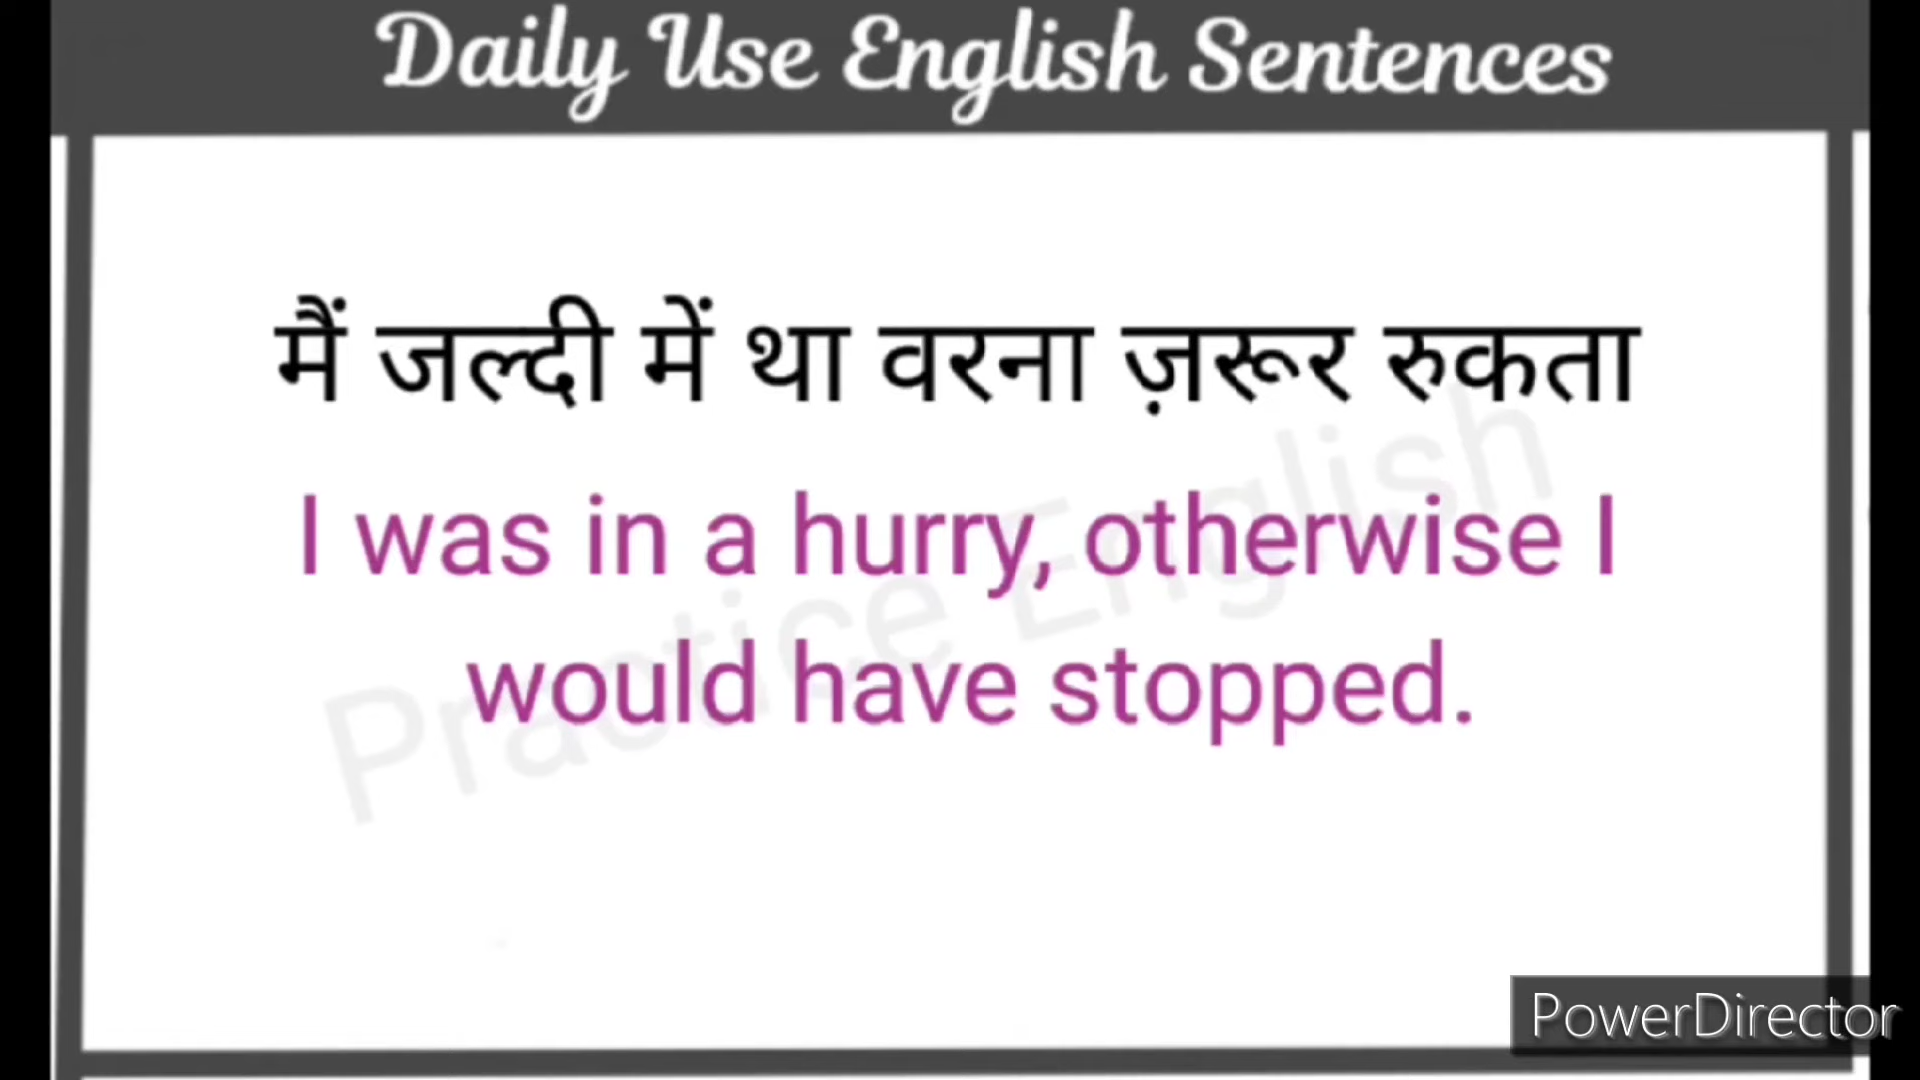 Daily Use English Sentences
मैं जल्दी में था वरना ज़रूर रुकता
I was in a hurry, otherwise I
would have stopped.
Practice English
PowerDirector